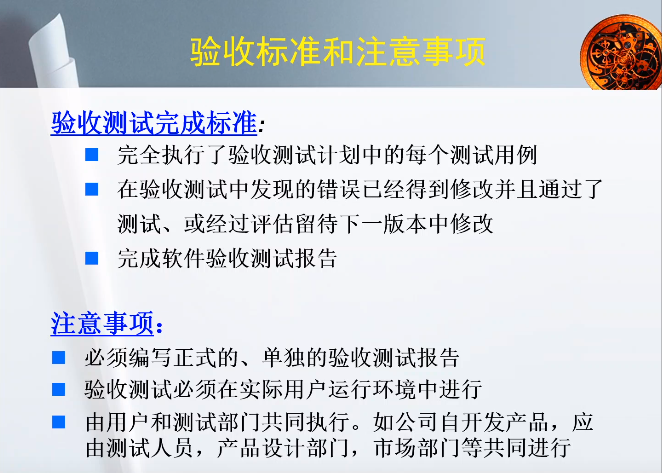 验收标准和注意事项
验收测试完成标准:
完全执行了验收测试计划中的每个测试用例
在验收测试中发现的错误已经得到修改并且通过了
测试、或经过评估留待下一版本中修改
完成软件验收测试报告
注意事项：
必须编写正式的、单独的验收测试报告
验收测试必须在实际用户运行环境中进行
由用户和测试部门共同执行。如公司自开发产品，应
由测试人员，产品设计部门，市场部门等共同进行